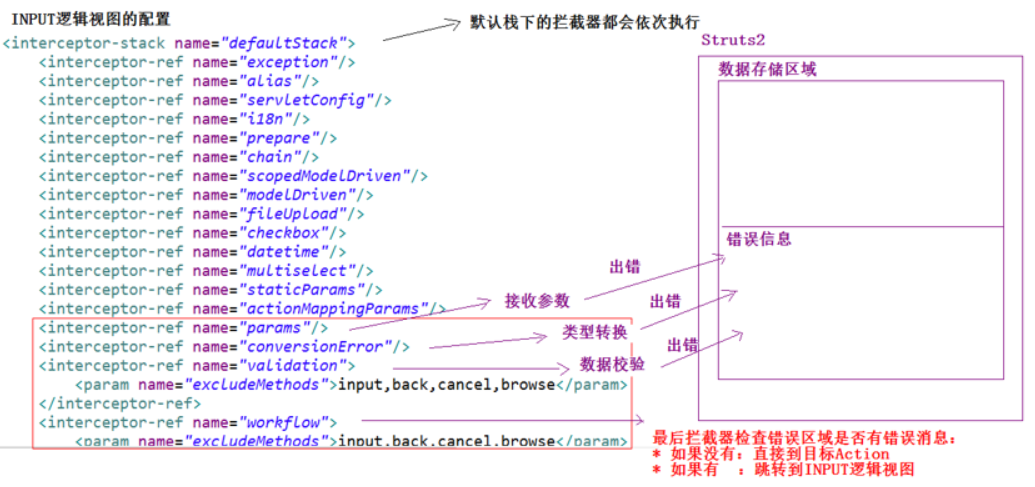 INPUT逻辑视图的配置
默认栈下的拦截器都会依次执行
<interceptor-stack name="defaultStack">
<interceptor-ref name="exception"/>
<interceptor-ref name="alias"/>
<interceptor-ref name="servletConfig"/>
<interceptor-ref name="i18n"/>
<interceptor-ref name="prepare"/>
<interceptor-ref name="chain"/>
<interceptor-ref name="scopedModelDriven"/>
<interceptor-ref name="modelDriven"/>
<interceptor-ref name="fileUpload"/>
<interceptor-ref name="checkbox"/>
<interceptor-ref name="datetime"/>
<interceptor-ref name="multiselect"/>
<interceptor-ref name="staticParams"/>
<interceptor-ref name="actionMappingParams"/>
<interceptor-ref name="params"/>
<interceptor-ref name="conversionError"/>
<interceptor-ref name="validation">
<param name="excludeMethods">input,back,cancel,browse</param>
</interceptor-ref>
<interceptor-ref name="workflow">
<param name="excludeMethods">input,back,cancel,browse</param>
接收参数
类型转换
数据校验
出错
出错
出错
Struts2
数据存储区域
错误信息
最后拦截器检查错误区域是否有错误消息：
* 如果没有：直接到目标Action
* 如果有 ：跳转到INPUT逻辑视图